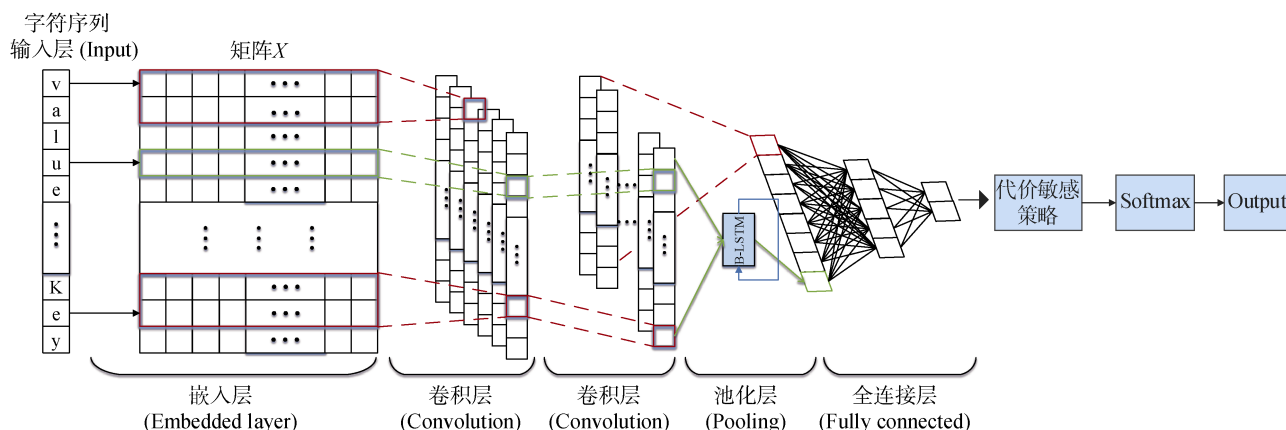 字符序列
输入层 (Input)
矩阵X
v
a
l
u
e
K
e
y
B-LSTM
代价敏感
策略
Softmax
Output
嵌入层
(Embedded layer)
卷积层
(Convolution)
卷积层
(Convolution)
池化层
(Pooling)
全连接层
(Fully connected)